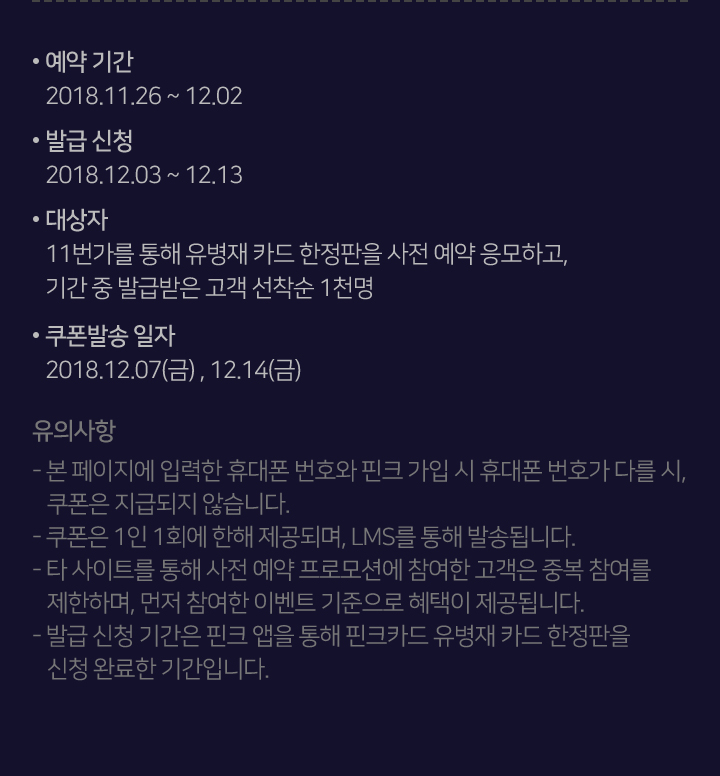 • 예약 기간
2018.11.26 ~ 12.02
• 발급 신청
2018.12.03 ~ 12.13
• 대상자
11번가를 통해 유병재 카드 한정판을 사전 예약 응모하고,
기간 중 발급받은 고객 선착순 1천명
• 쿠폰발송 일자
2018.12.07(금) , 12.14(금)
유의사항
- 본 페이지에 입력한 휴대폰 번호와 핀크 가입 시 휴대폰 번호가 다를 시,
쿠폰은 지급되지 않습니다.
- 쿠폰은 1인 1회에 한해 제공되며, LMS를 통해 발송됩니다.
- 타 사이트를 통해 사전 예약 프로모션에 참여한 고객은 중복 참여를
제한하며, 먼저 참여한 이벤트 기준으로 혜택이 제공됩니다.
- 발급 신청 기간은 핀크 앱을 통해 핀크카드 유병재 카드 한정판을
신청 완료한 기간입니다.